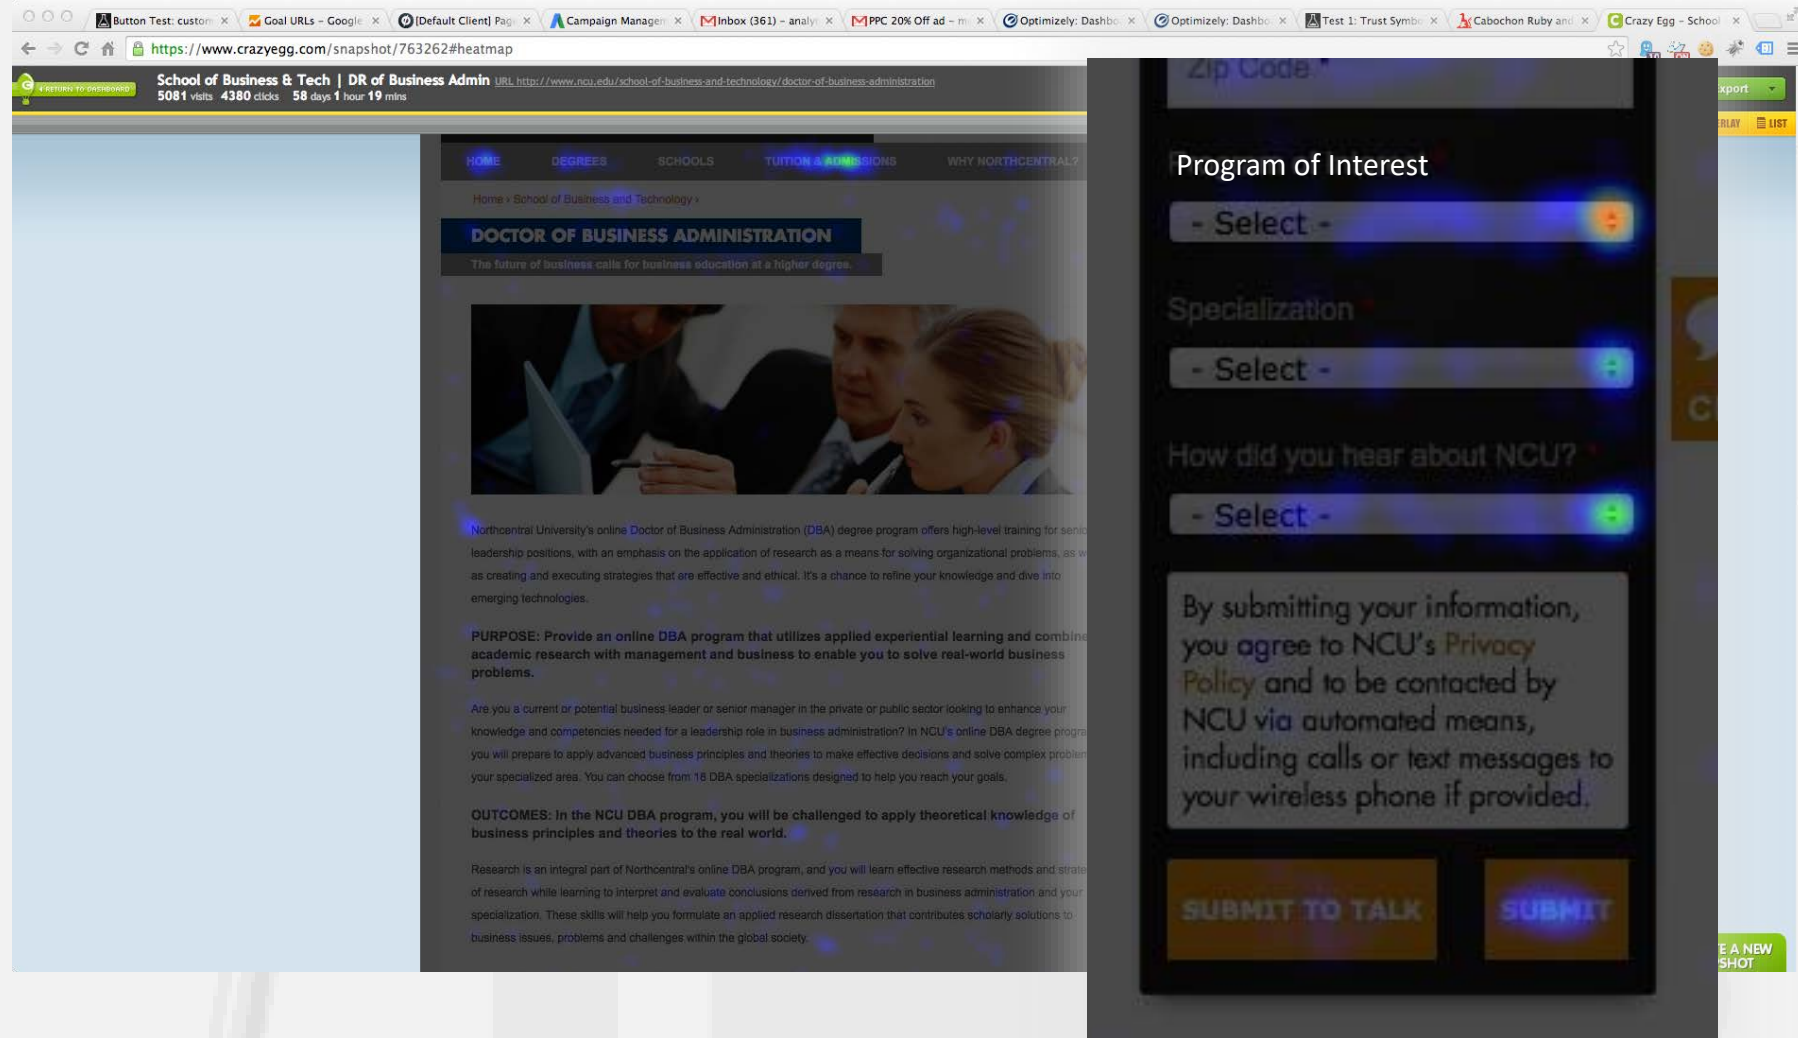 Button Test: custom
Goal URLs – Google
[Default Client] Page
Campaign Manager
Inbox (361) – analy
PPC 20% Off ad – m
Optimizely: Dashbo
Optimizely: Dashbo
Test 1: Trust Symbo
Cabochon Ruby and
Crazy Egg – School
https://www.crazyegg.com/snapshot/763262#heatmap
RETURN TO DASHBOARD
School of Business & Tech | DR of Business Admin URL http://www.ncu.edu/school-of-business-and-technology/doctor-of-business-administration
5081 visits 4380 clicks 58 days 1 hour 19 mins
xport
RLAY LIST
HOME DEGREES SCHOOLS TUITION & ADMISSIONS WHY NORTHCENTRAL?
Home › School of Business and Technology ›
DOCTOR OF BUSINESS ADMINISTRATION
The future of business calls for business education at a higher degree.
Northcentral University's online Doctor of Business Administration (DBA) degree program offers high-level training for senio
leadership positions, with an emphasis on the application of research as a means for solving organizational problems, as w
as creating and executing strategies that are effective and ethical. It's a chance to refine your knowledge and dive into
emerging technologies.
PURPOSE: Provide an online DBA program that utilizes applied experiential learning and combine
academic research with management and business to enable you to solve real-world business
problems.
Are you a current or potential business leader or senior manager in the private or public sector looking to enhance your
knowledge and competencies needed for a leadership role in business administration? In NCU's online DBA degree progra
you will prepare to apply advanced business principles and theories to make effective decisions and solve complex problem
your specialized area. You can choose from 18 DBA specializations designed to help you reach your goals.
OUTCOMES: In the NCU DBA program, you will be challenged to apply theoretical knowledge of
business principles and theories to the real world.
Research is an integral part of Northcentral's online DBA program, and you will learn effective research methods and strate
of research while learning to interpret and evaluate conclusions derived from research in business administration and your
specialization. These skills will help you formulate an applied research dissertation that contributes scholarly solutions to
business issues, problems and challenges within the global society.
Zip Code *
Program of Interest
- Select -
Specialization *
- Select -
How did you hear about NCU? *
- Select -
By submitting your information,
you agree to NCU's Privacy
Policy and to be contacted by
NCU via automated means,
including calls or text messages to
your wireless phone if provided.
SUBMIT TO TALK
SUBMIT
C
E A NEW
SHOT